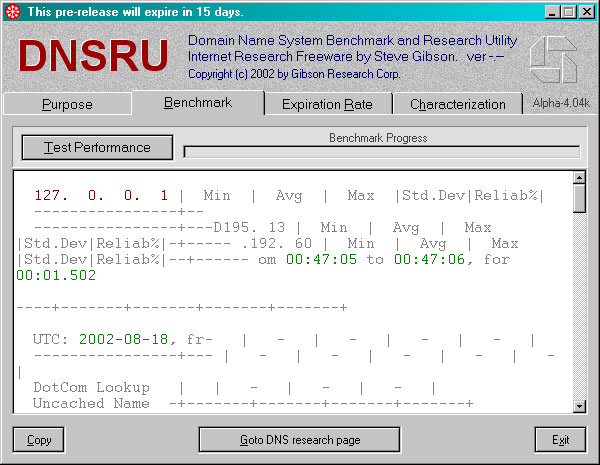 This pre-release will expire in 15 days.
DNSRU
Domain Name System Benchmark and Research Utility
Internet Research Freeware by Steve Gibson. ver -.--
Copyright (c) 2002 by Gibson Research Corp.
Purpose
Benchmark
Expiration Rate
Characterization
Alpha-4.04k
Test Performance
Benchmark Progress
127. 0. 0. 1 | Min | Avg | Max |Std.Dev|Reliab%|
----------------+--
----------------+---D195. 13 | Min | Avg | Max
|Std.Dev|Reliab%|-+----- .192. 60 | Min | Avg | Max
|Std.Dev|Reliab%|--+------ om 00:47:05 to 00:47:06, for
00:01.502
----+-------+-------+-------+-------+
UTC: 2002-08-18, fr- | - | - | - | - |
----------------+--- | - | - | - | - | -
|
DotCom Lookup | | - | - | - |
Uncached Name -+-------+-------+-------+-------+
Copy
Goto DNS research page
Exit